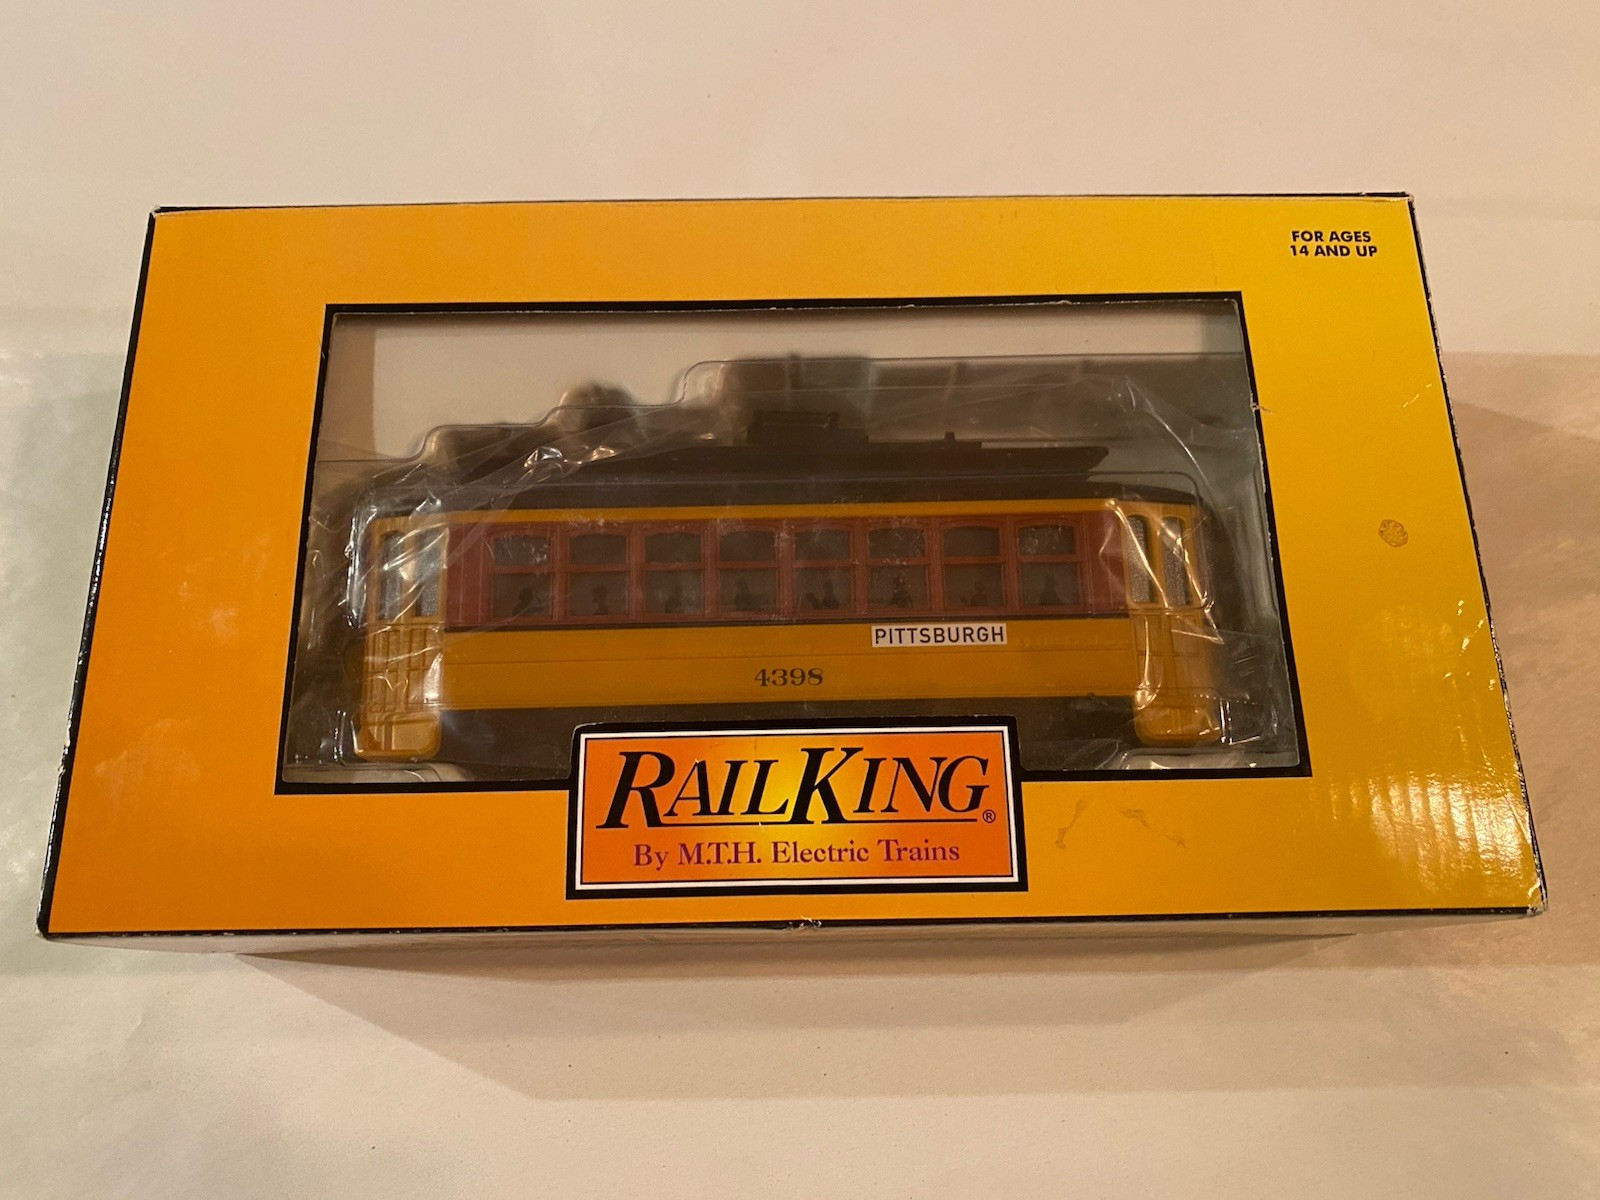 FOR AGES
14 AND UP
PITTSBURGH
4398
RAILKING®
By M.T.H. Electric Trains